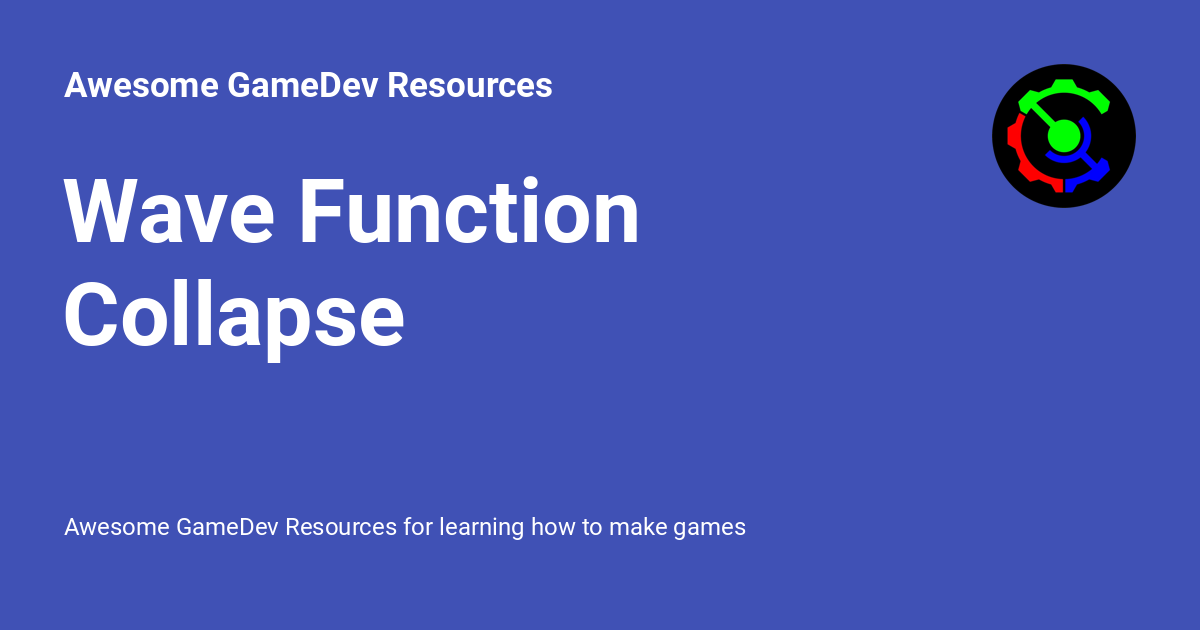 Awesome GameDev Resources
Wave Function
Collapse
Awesome GameDev Resources for learning how to make games